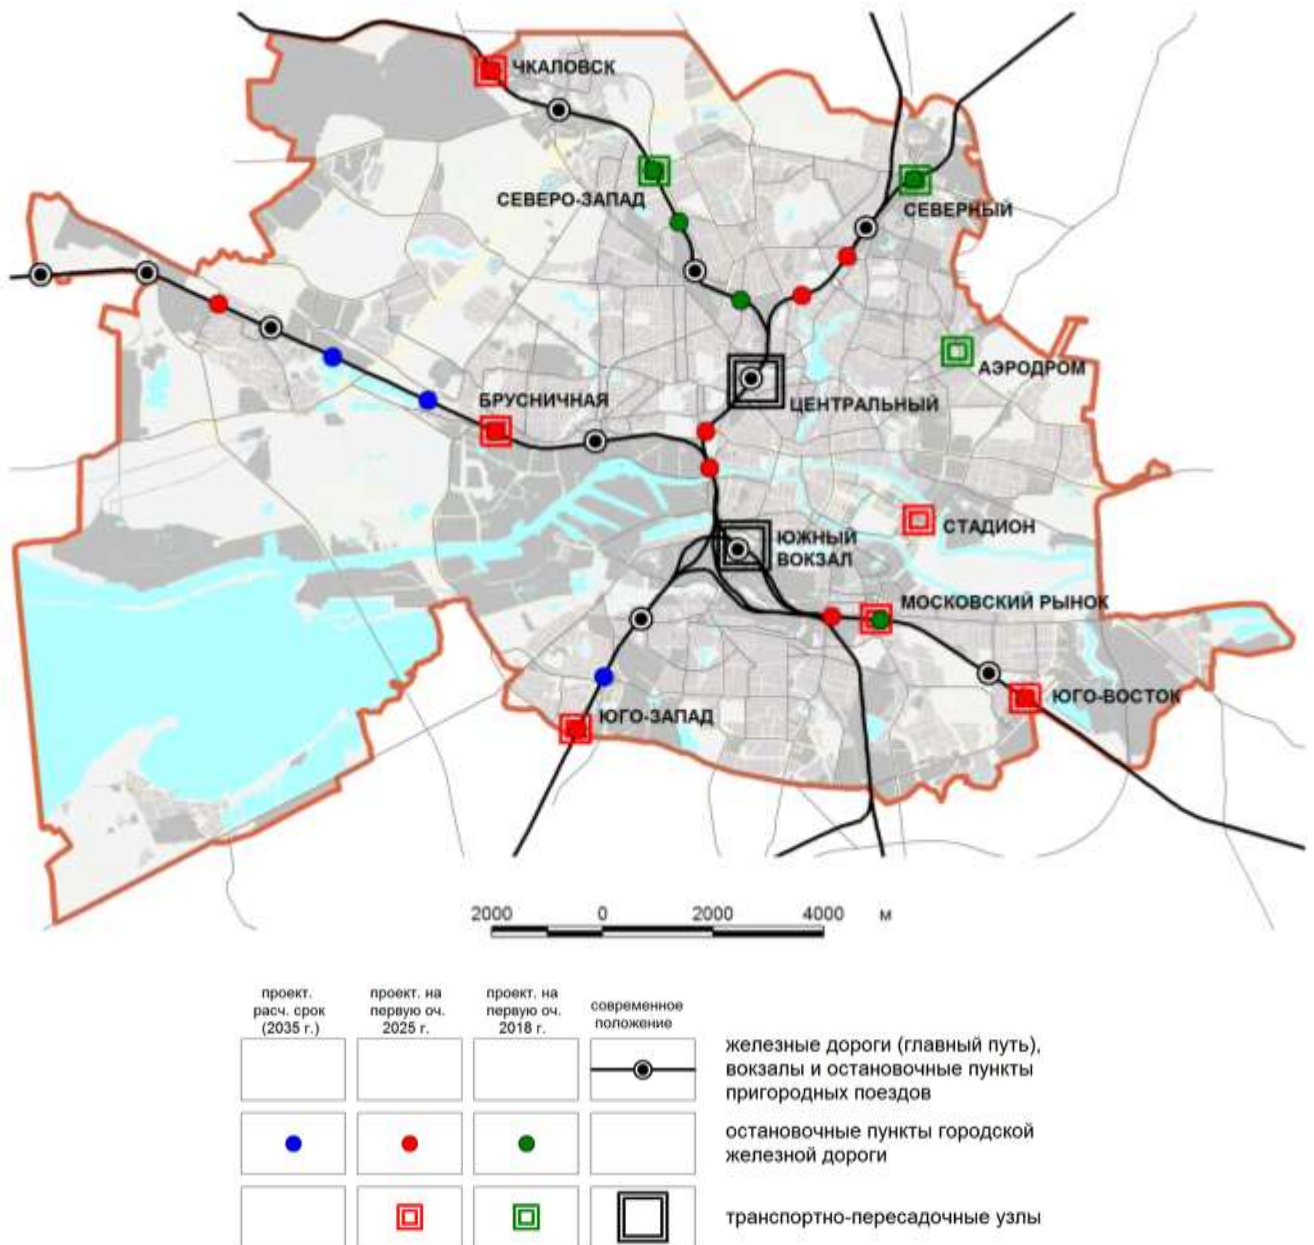 ЧКАЛОВСК
СЕВЕРО-ЗАПАД
СЕВЕРНЫЙ
АЭРОДРОМ
БРУСНИЧНАЯ
ЦЕНТРАЛЬНЫЙ
СТАДИОН
ЮЖНЫЙ
ВОКЗАЛ
МОСКОВСКИЙ РЫНОК
ЮГО-ВОСТОК
ЮГО-ЗАПАД
2000 0 2000 4000 м
проект.
расч. срок
(2035 г.)
проект. на
первую оч.
2025 г.
проект. на
первую оч.
2018 г.
современное
положение
железные дороги (главный путь),
вокзалы и остановочные пункты
пригородных поездов
остановочные пункты городской
железной дороги
транспортно-пересадочные узлы